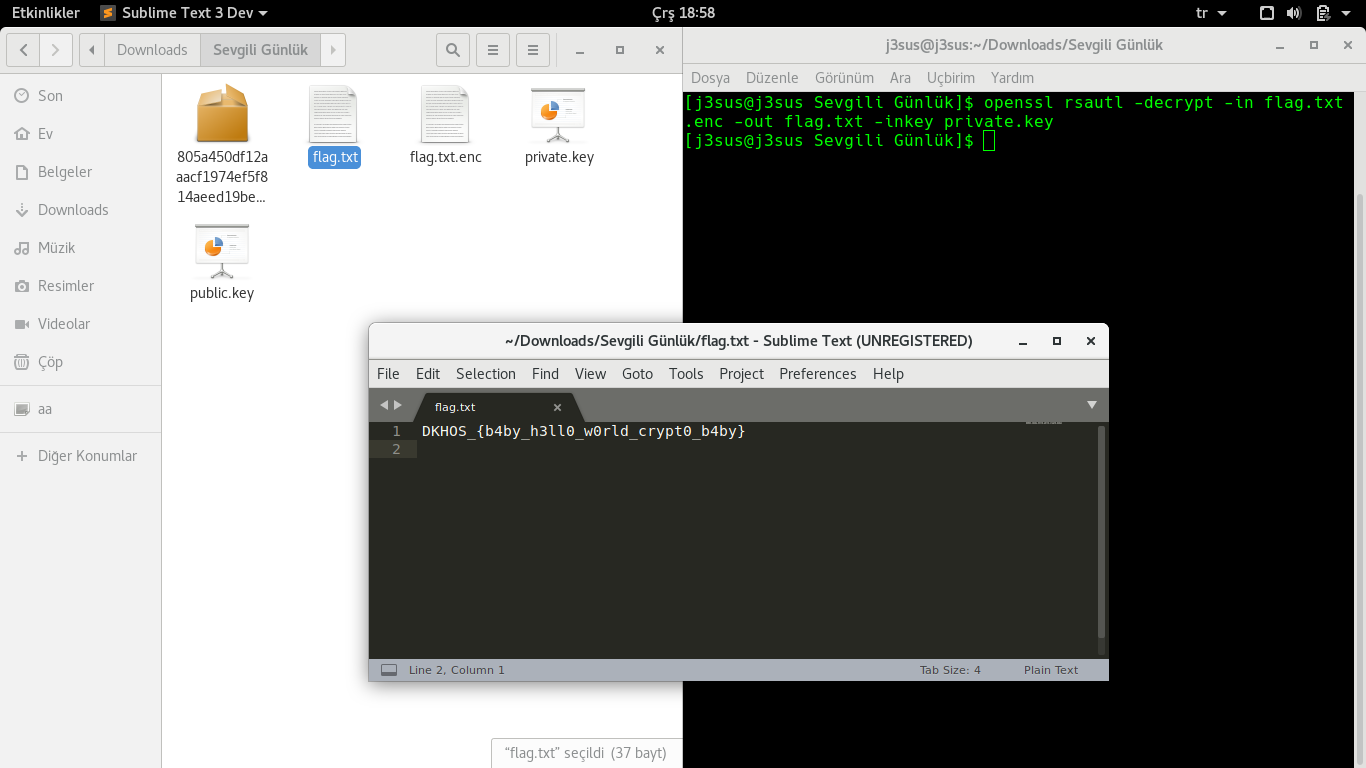 Etkinlikler
Sublime Text 3 Dev
Çrş 18:58
tr
Downloads
Sevgili Günlük
Son
Ev
Belgeler
Downloads
Müzik
Resimler
Videolar
Çöp
aa
Diğer Konumlar
805a450df12a
aacf1974ef5f8
14aeed19be...
flag.txt
flag.txt.enc
private.key
public.key
"flag.txt" seçildi (37 bayt)
j3sus@j3sus:~/Downloads/Sevgili Günlük
Dosya Düzenle Görünüm Ara Uçbirim Yardım
[j3sus@j3sus Sevgili Günlük]$ openssl rsautl -decrypt -in flag.txt
.enc -out flag.txt -inkey private.key
[j3sus@j3sus Sevgili Günlük]$
~/Downloads/Sevgili Günlük/flag.txt - Sublime Text (UNREGISTERED)
File Edit Selection Find View Goto Tools Project Preferences Help
flag.txt
1 DKHOS_{b4by_h3ll0_w0rld_crypt0_b4by}
2
Line 2, Column 1
Tab Size: 4
Plain Text